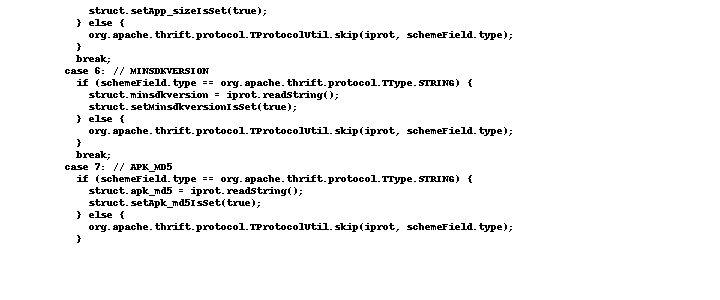 struct.setApp_sizeIsSet(true);
} else {
org.apache.thrift.protocol.TProtocolUtil.skip(iprot, schemeField.type);
}
break;
case 6: // MINSDKVERSION
if (schemeField.type == org.apache.thrift.protocol.TType.STRING) {
struct.minsdkversion = iprot.readString();
struct.setMinsdkversionIsSet(true);
} else {
org.apache.thrift.protocol.TProtocolUtil.skip(iprot, schemeField.type);
}
break;
case 7: // APK_MD5
if (schemeField.type == org.apache.thrift.protocol.TType.STRING) {
struct.apk_md5 = iprot.readString();
struct.setApk_md5IsSet(true);
} else {
org.apache.thrift.protocol.TProtocolUtil.skip(iprot, schemeField.type);
}